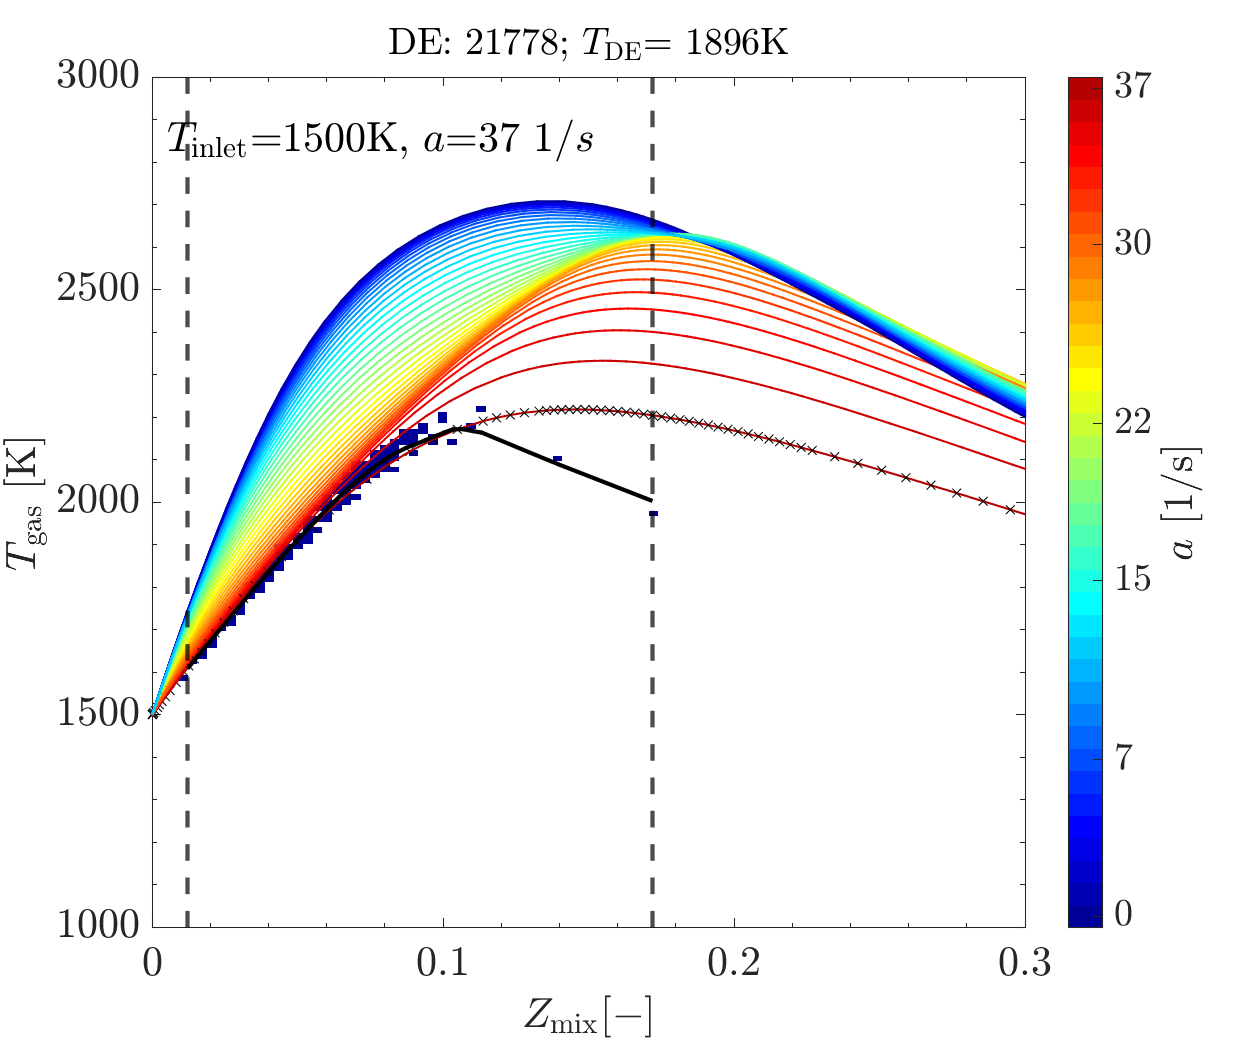 DE: 21778; T_DE= 1896K
T_inlet=1500K, a=37 1/s
3000
2500
2000
1500
1000
T_gas [K]
0 0.1 0.2 0.3
Z_mix[−]
37
30
22
15
7
0
a [1/s]